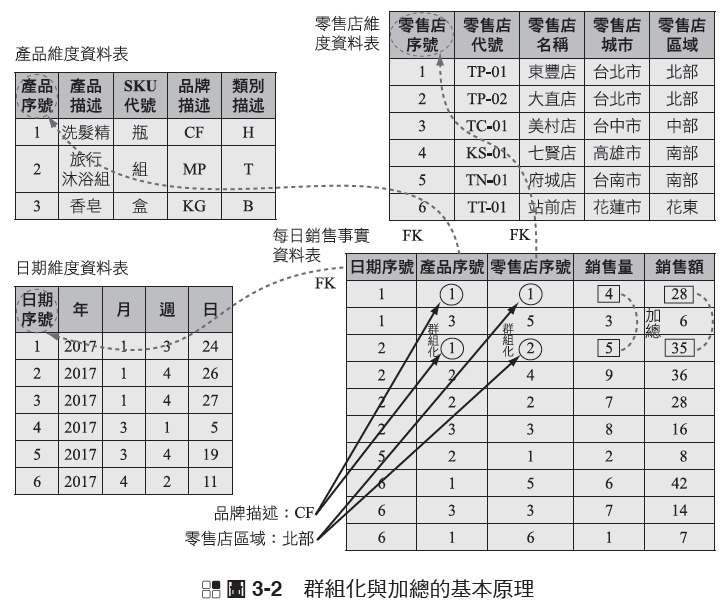 產品維度資料表
產品序號 產品描述 SKU代號 品牌描述 類別描述
1 洗髮精 瓶 CF H
2 旅行沐浴組 組 MP T
3 香皂 盒 KG B
零售店維度資料表
零售店序號 零售店代號 零售店名稱 零售店城市 零售店區域
1 TP-01 東豐店 台北市 北部
2 TP-02 大直店 台北市 北部
3 TC-01 美村店 台中市 中部
4 KS-01 七賢店 高雄市 南部
5 TN-01 府城店 台南市 南部
6 TT-01 站前店 花蓮市 花東
日期維度資料表
日期序號 年 月 週 日
1 2017 1 3 24
2 2017 1 4 26
3 2017 1 4 27
4 2017 3 1 5
5 2017 3 4 19
6 2017 4 2 11
每日銷售事實資料表
FK FK FK
日期序號 產品序號 零售店序號 銷售量 銷售額
1 1 1 4 28
1 3 5 3 6
2 1 2 5 35
2 2 4 9 36
2 2 2 7 28
2 3 3 8 16
5 2 1 2 8
6 1 5 6 42
6 3 3 7 14
6 1 6 1 7
群組化 群組化 加總
品牌描述：CF
零售店區域：北部
圖 3-2 群組化與加總的基本原理